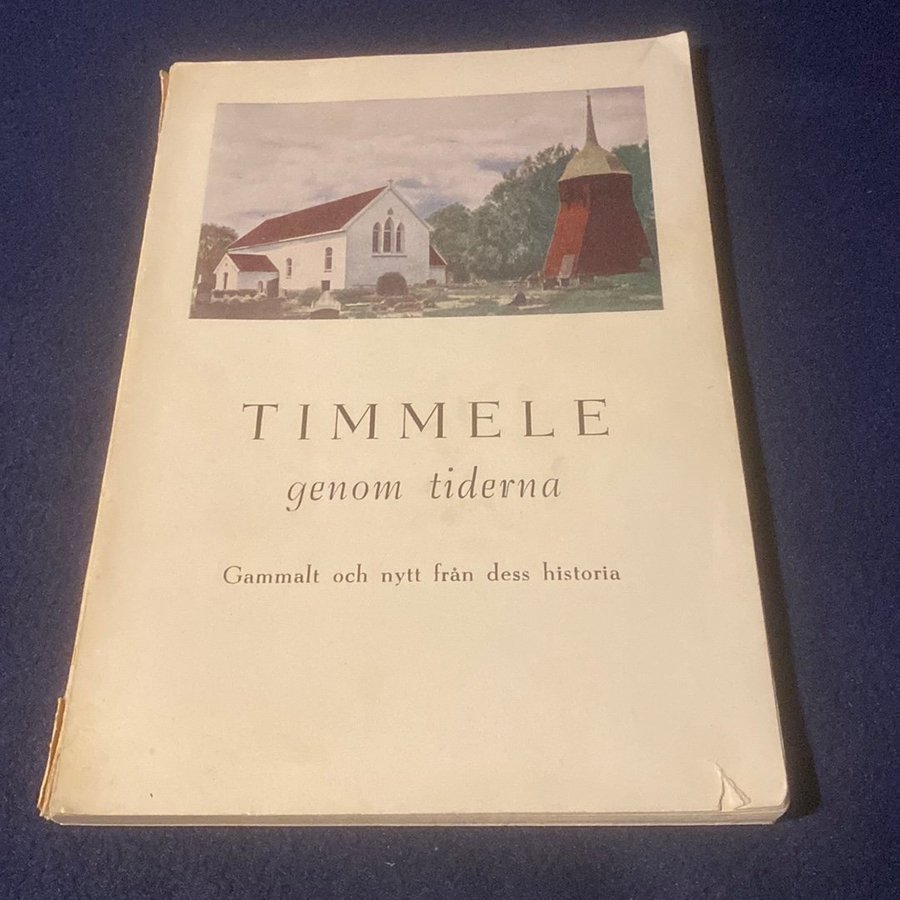 TIMMELE
genom tiderna
Gammalt och nytt från dess historia